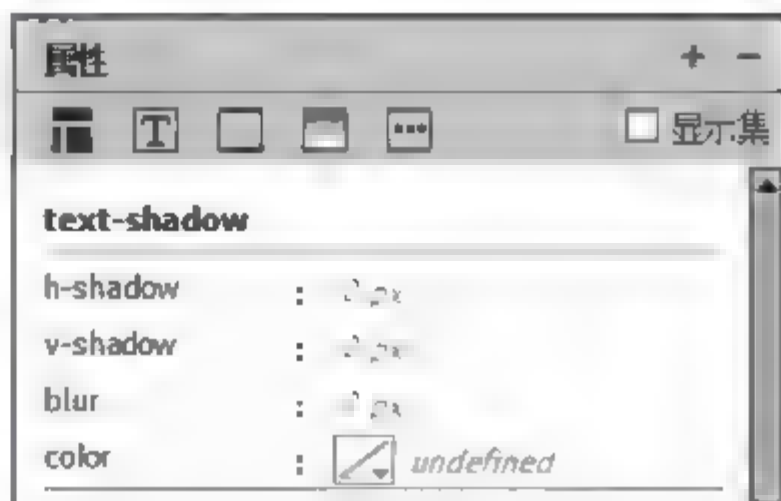 属性 + -
T 显示集
text-shadow
h-shadow :
v-shadow :
blur :
color : undefined